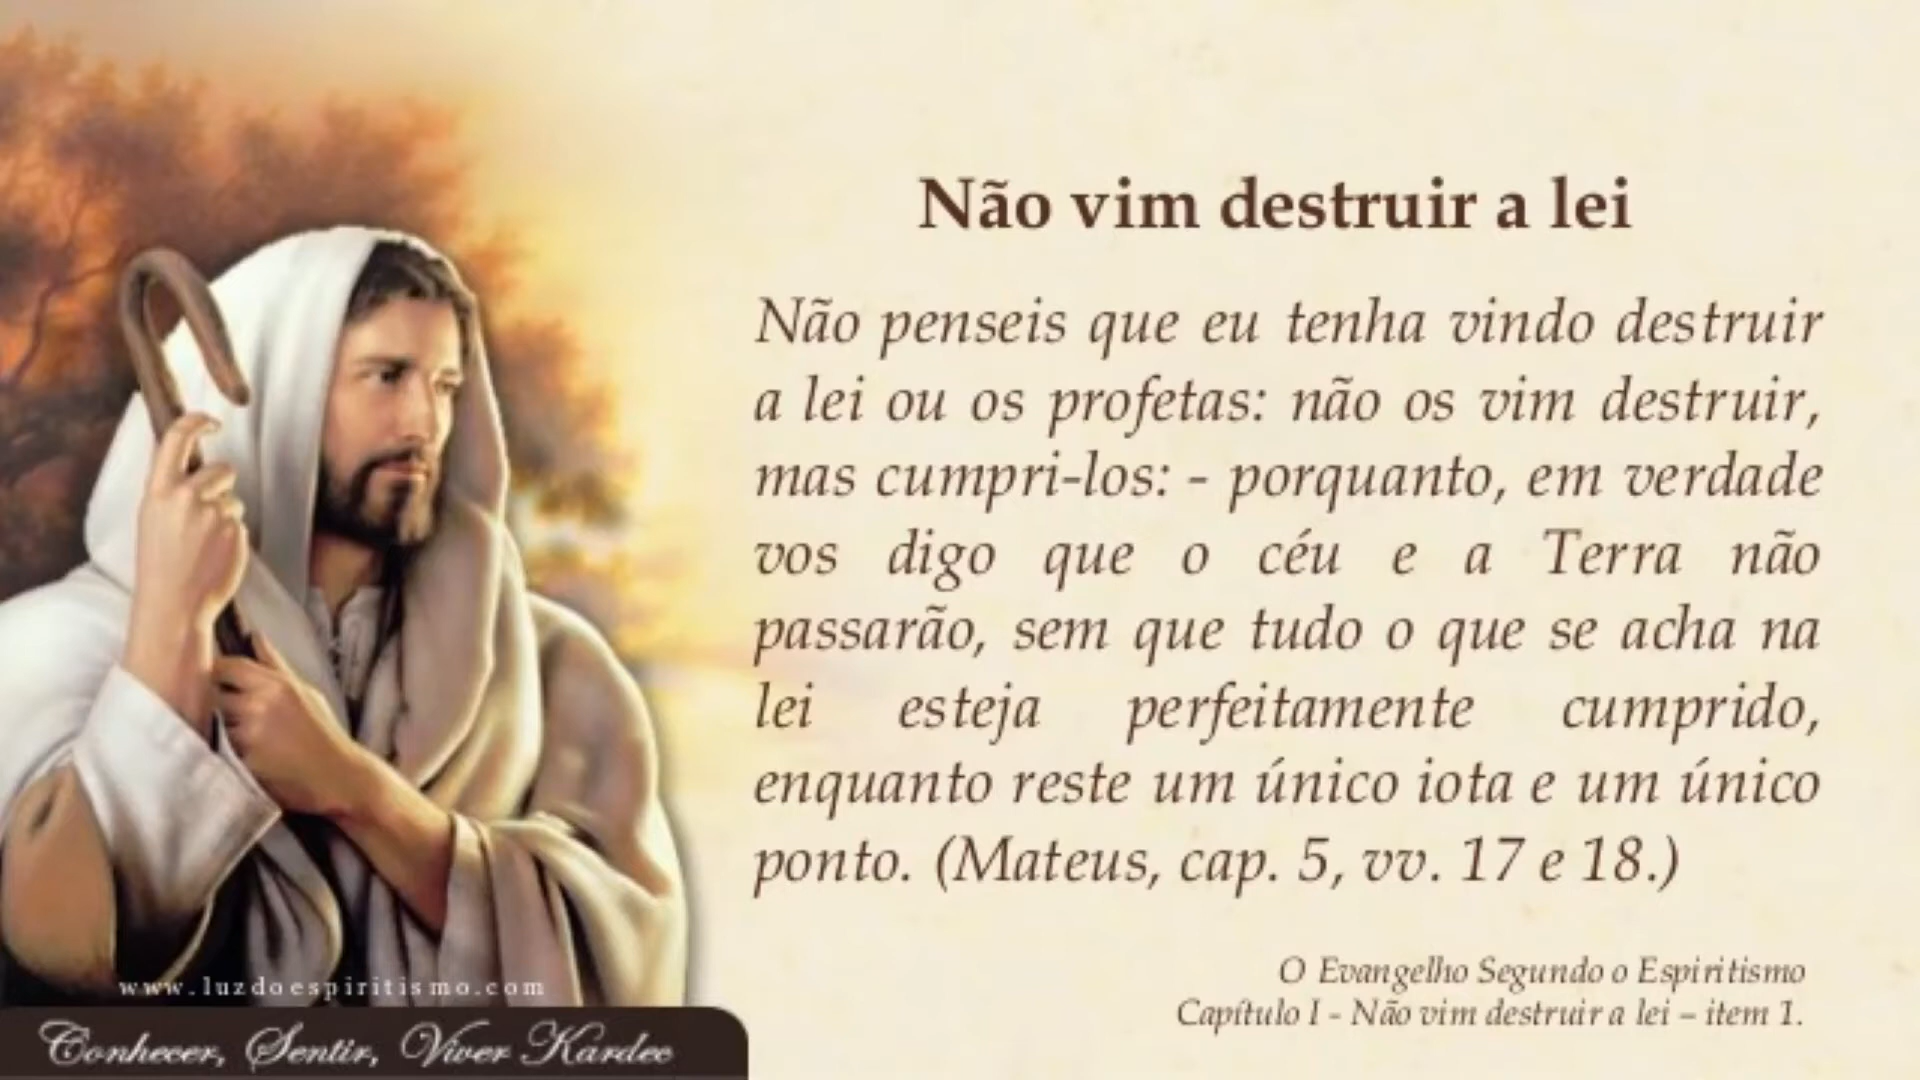 Não vim destruir a lei
Não penseis que eu tenha vindo destruir
a lei ou os profetas: não os vim destruir,
mas cumpri-los: - porquanto, em verdade
vos digo que o céu e a Terra não
passarão, sem que tudo o que se acha na
lei esteja perfeitamente cumprido,
enquanto reste um único iota e um único
ponto. (Mateus, cap. 5, vv. 17 e 18.)
O Evangelho Segundo o Espiritismo
Capítulo I - Não vim destruir a lei – item 1.
www.luzdoespiritismo.com
Conhecer, Sentir, Viver Kardec